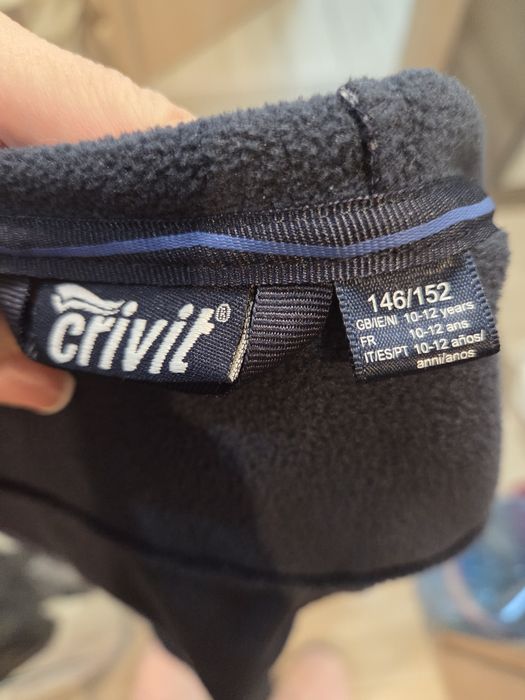 crivit®
146/152
GB/IE/NI 10-12 years
FR 10-12 ans
IT/ES/PT 10-12 años/
anni/anos